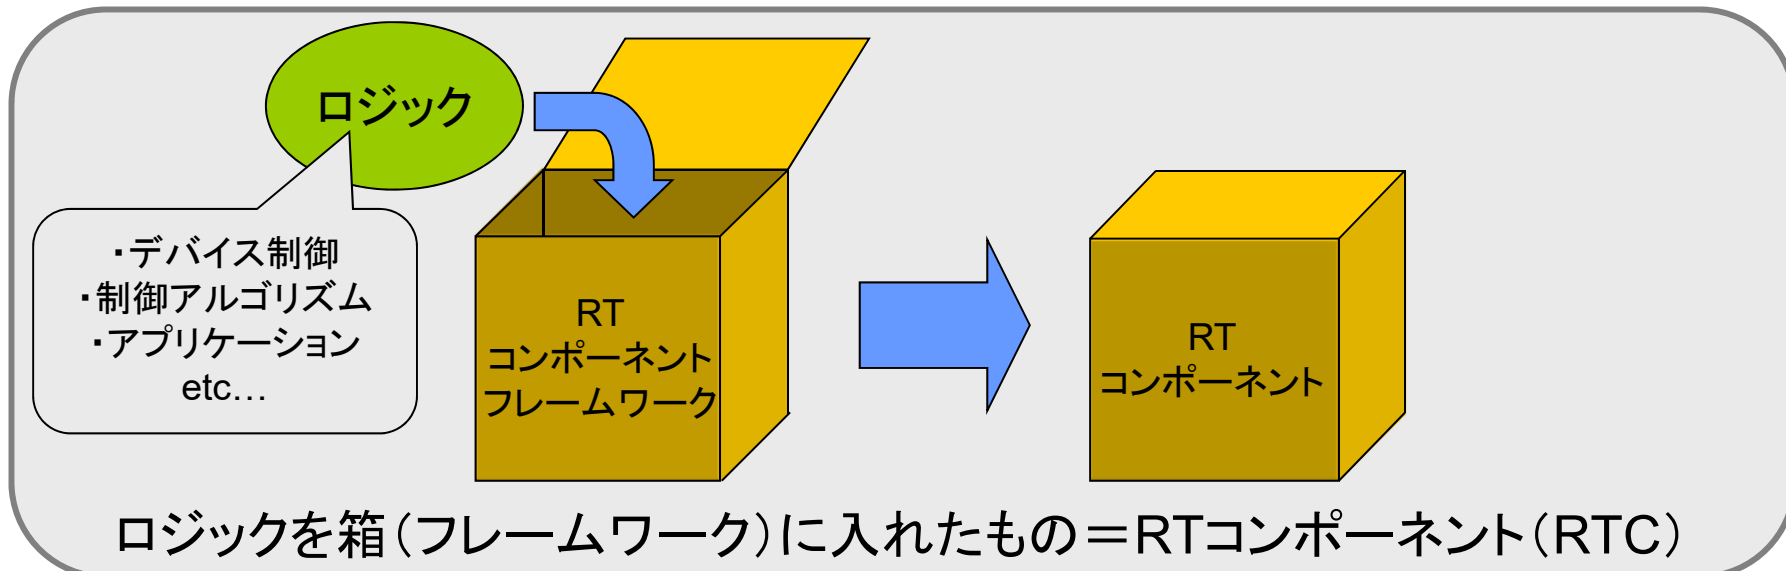 ロジック
・デバイス制御
・制御アルゴリズム
・アプリケーション
etc…
RT
コンポーネント
フレームワーク
RT
コンポーネント
ロジックを箱（フレームワーク）に入れたもの＝RTコンポーネント（RTC）